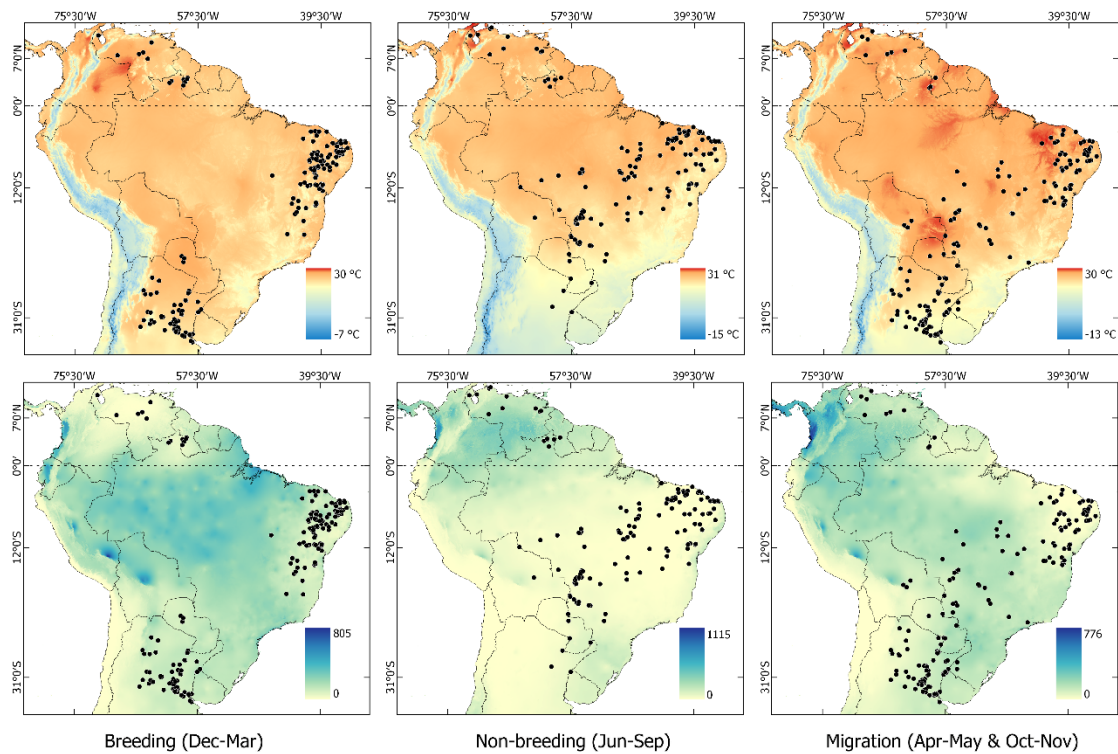 75°30'W 57°30'W 39°30'W
75°30'W 57°30'W 39°30'W
75°30'W 57°30'W 39°30'W
7°0'N
0°0'
12°0'S
31°0'S
30 °C
-7 °C
7°0'N
0°0'
12°0'S
31°0'S
31 °C
-15 °C
7°0'N
0°0'
12°0'S
31°0'S
30 °C
-13 °C
75°30'W 57°30'W 39°30'W
75°30'W 57°30'W 39°30'W
75°30'W 57°30'W 39°30'W
7°0'N
0°0'
12°0'S
31°0'S
805
0
7°0'N
0°0'
12°0'S
31°0'S
1115
0
7°0'N
0°0'
12°0'S
31°0'S
776
0
Breeding (Dec-Mar)
Non-breeding (Jun-Sep)
Migration (Apr-May & Oct-Nov)